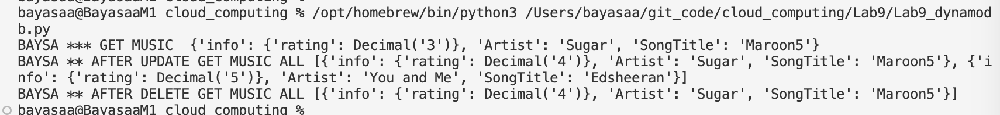 bayasaa@BayasaaM1 cloud_computing %
bayasaa@BayasaaM1 cloud_computing % /opt/homebrew/bin/python3 /Users/bayasaa/git_code/cloud_computing/Lab9/Lab9_dynamod
b.py
BAYSA *** GET MUSIC  {'info': {'rating': Decimal('3')}, 'Artist': 'Sugar', 'SongTitle': 'Maroon5'}
BAYSA ** AFTER UPDATE GET MUSIC ALL [{'info': {'rating': Decimal('4')}, 'Artist': 'Sugar', 'SongTitle': 'Maroon5'}, {'i
nfo': {'rating': Decimal('5')}, 'Artist': 'You and Me', 'SongTitle': 'Edsheeran'}]
BAYSA ** AFTER DELETE GET MUSIC ALL [{'info': {'rating': Decimal('4')}, 'Artist': 'Sugar', 'SongTitle': 'Maroon5'}]
bayasaa@BayasaaM1 cloud_computing %